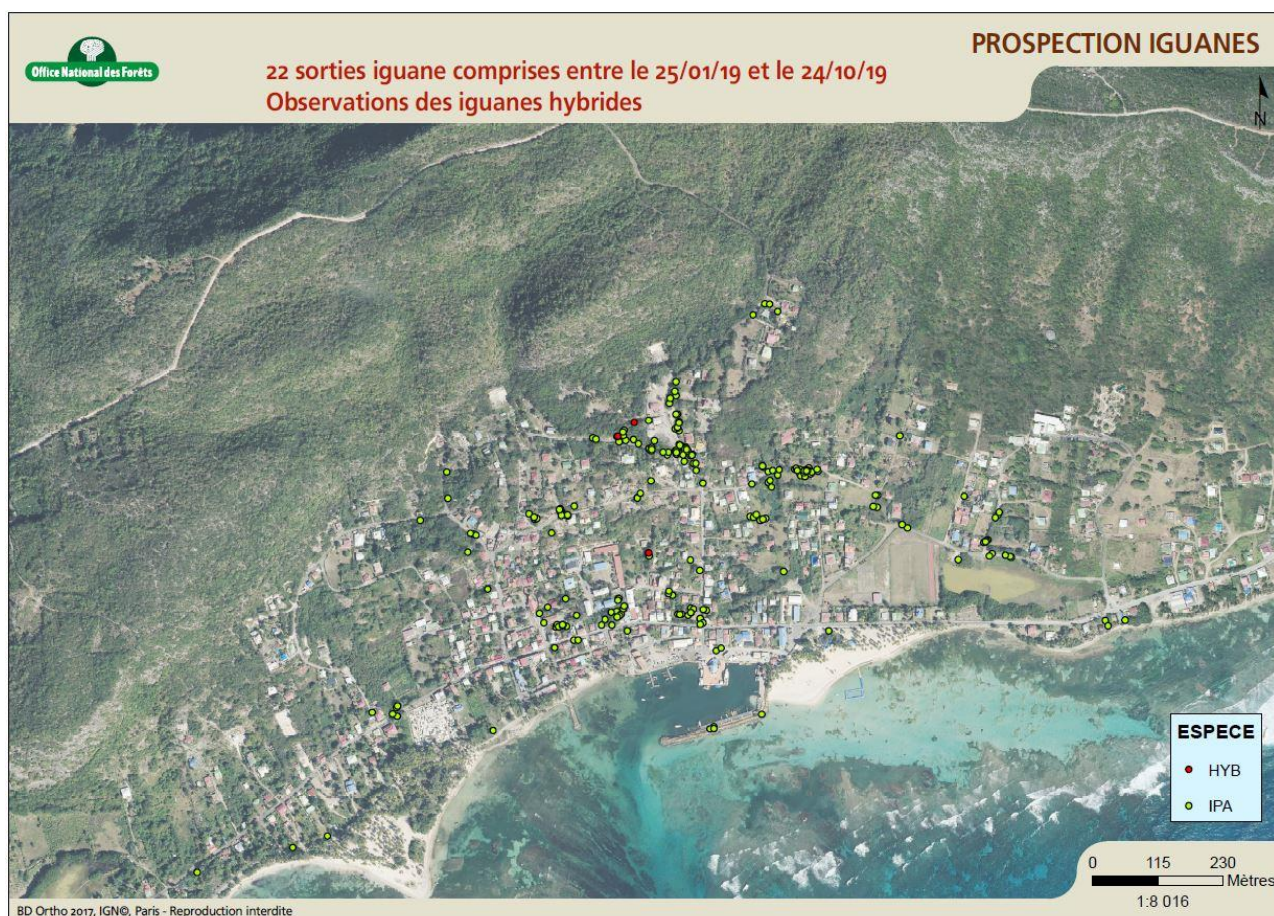 PROSPECTION IGUANES
Office National des Forêts
22 sorties iguane comprises entre le 25/01/19 et le 24/10/19
Observations des iguanes hybrides
N
ESPECE
HYB
IPA
0 115 230
Mètres
1:8 016
BD Ortho 2017, IGN©, Paris - Reproduction interdite